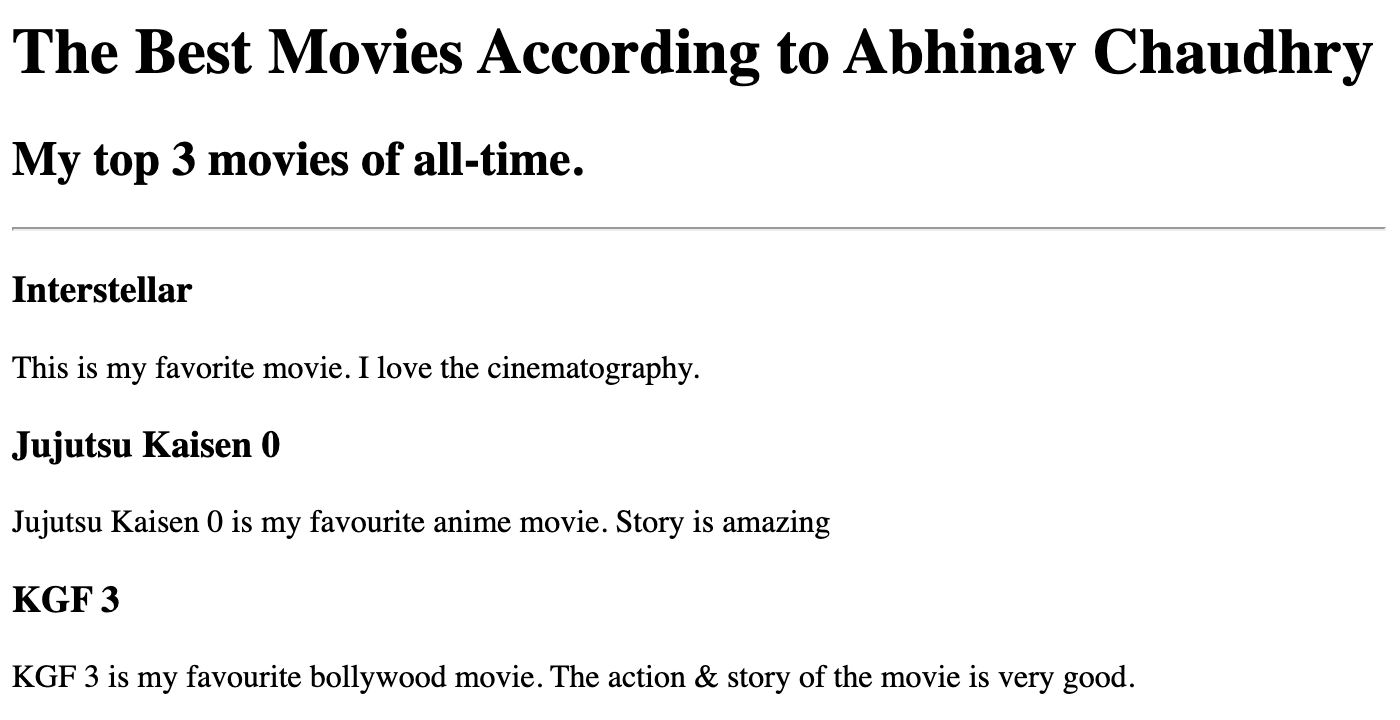 The Best Movies According to Abhinav Chaudhry
My top 3 movies of all-time.
Interstellar
This is my favorite movie. I love the cinematography.
Jujutsu Kaisen 0
Jujutsu Kaisen 0 is my favourite anime movie. Story is amazing
KGF 3
KGF 3 is my favourite bollywood movie. The action & story of the movie is very good.